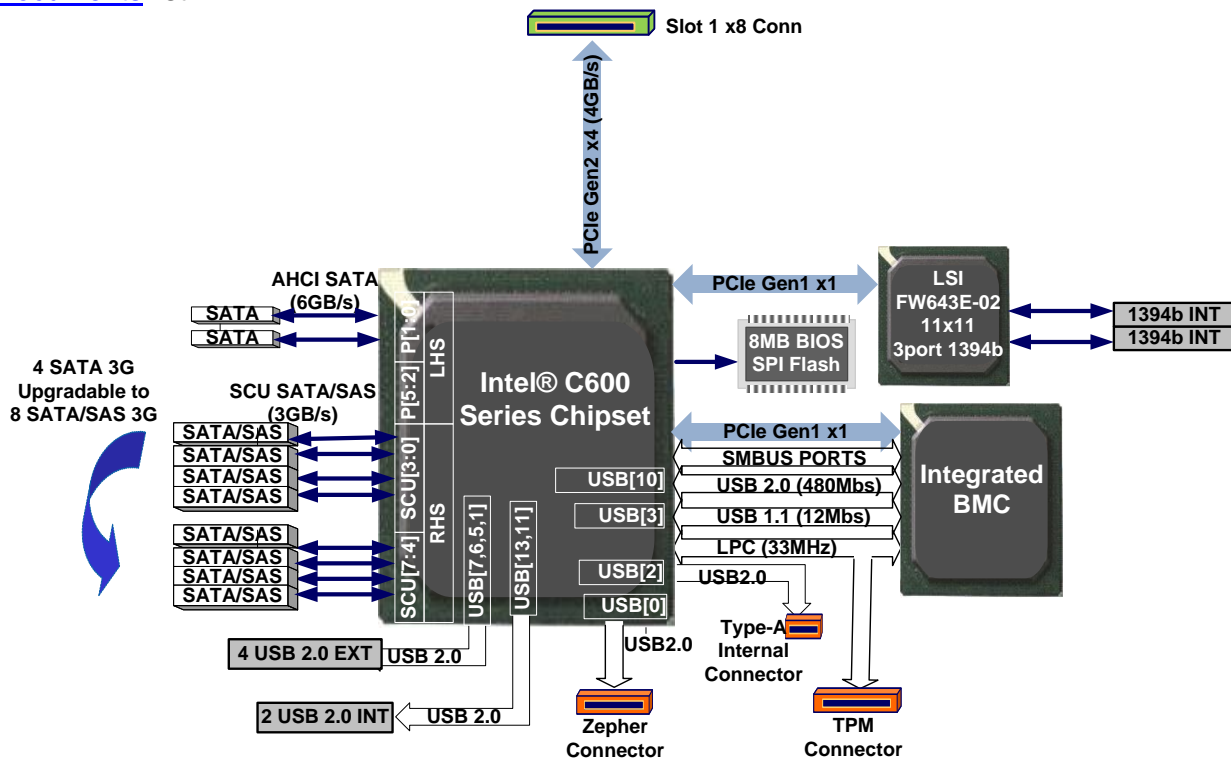 Slot 1 x8 Conn
PCIe Gen2 x4 (4GB/s)
AHCI SATA
(6GB/s)
SATA
SATA
P[1:0]
LHS
P[5:2]
4 SATA 3G
Upgradable to
8 SATA/SAS 3G
SCU SATA/SAS
(3GB/s)
SATA/SAS
SATA/SAS
SATA/SAS
SATA/SAS
SCU[3:0]
RHS
SATA/SAS
SATA/SAS
SATA/SAS
SATA/SAS
SCU[7:4]
Intel® C600
Series Chipset
USB[7,6,5,1]
USB[13,11]
USB[10]
USB[3]
USB[2]
USB[0]
PCIe Gen1 x1
LSI
FW643E-02
11x11
3port 1394b
1394b INT
1394b INT
8MB BIOS
SPI Flash
PCIe Gen1 x1
SMBUS PORTS
USB 2.0 (480Mbs)
USB 1.1 (12Mbs)
LPC (33MHz)
Integrated
BMC
USB2.0
USB2.0
Type-A
Internal
Connector
4 USB 2.0 EXT
USB 2.0
2 USB 2.0 INT
USB 2.0
Zepher
Connector
TPM
Connector